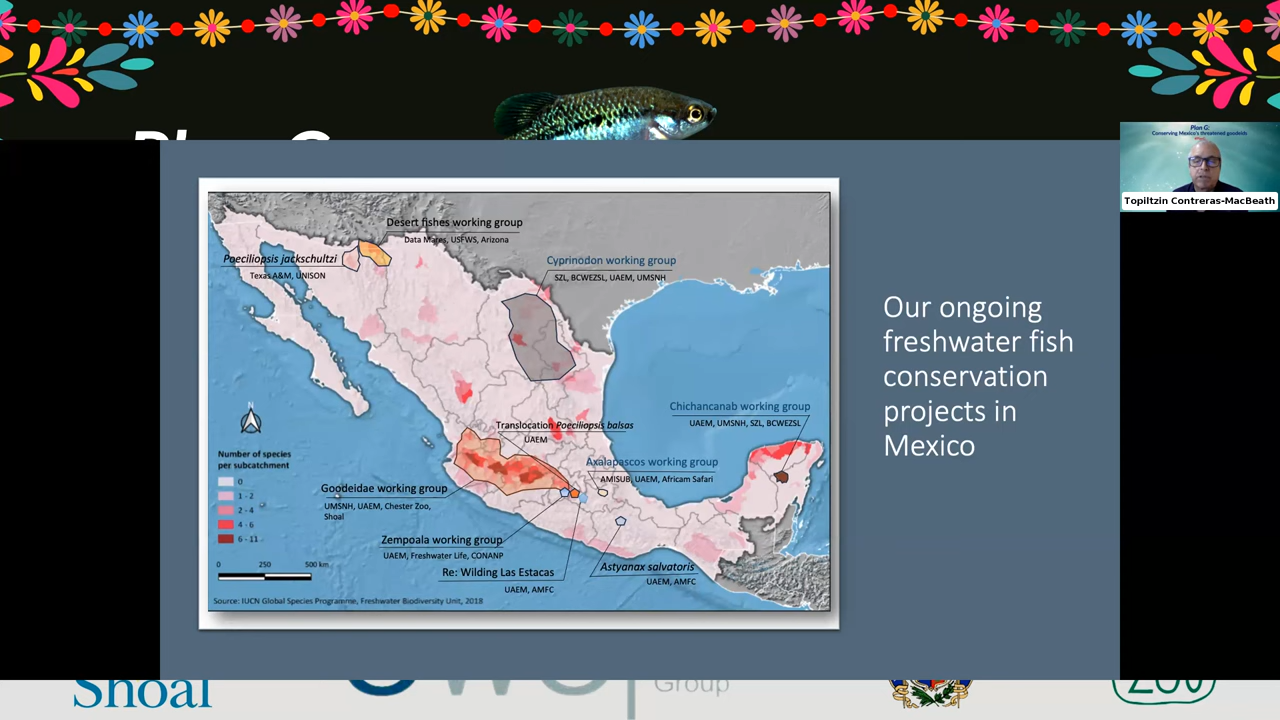 Plan G:
Conserving Mexico's threatened goodeids
Topiltzin Contreras-MacBeath
Desert fishes working group
Data Mares, USFWS, Arizona
Poeciliopsis jackschultzi
Texas A&M, UNISON
Cyprinodon working group
SZL, BCWEZSL, UAEM, UMSNH
Our ongoing
freshwater fish
conservation
projects in
Mexico
Chichancanab working group
UAEM, UMSNH, SZL, BCWEZSL
Translocation Poeciliopsis balsas
UAEM
Axalapascos working group
AMISUB, UAEM, Africam Safari
N
Number of species
per subcatchment
0
1 - 2
2 - 4
4 - 6
6 - 11
0 250 500 km
Goodeidae working group
UMSNH, UAEM, Chester Zoo,
Shoal
Zempoala working group
UAEM, Freshwater Life, CONANP
Re: Wilding Las Estacas
UAEM, AMFC
Astyanax salvatoris
UAEM, AMFC
Source: IUCN Global Species Programme, Freshwater Biodiversity Unit, 2018
Shoal
Group